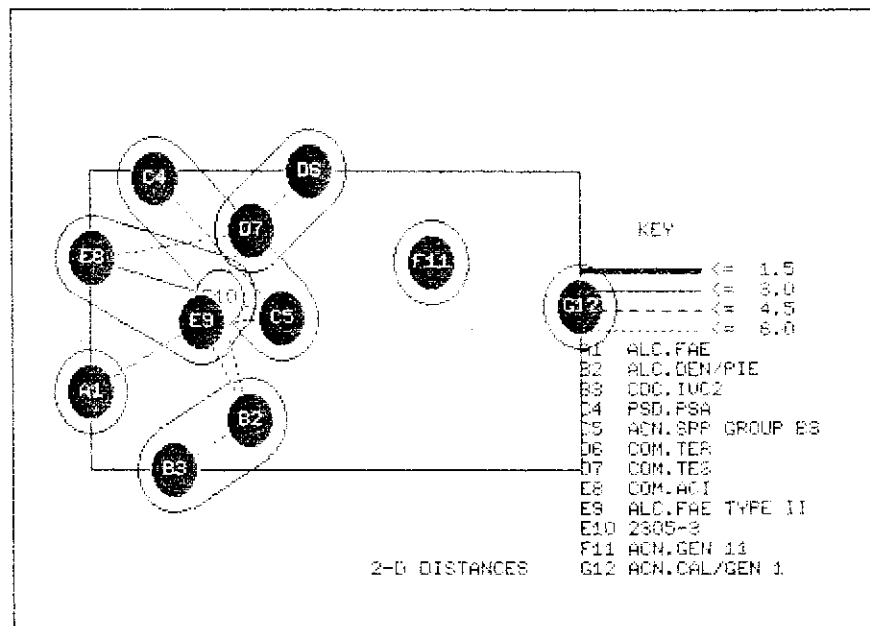 C4
D6
D7
KEY
E8
F11
<= 1.5
E10
<= 3.0
G12
E9
C5
<= 4.5
<= 6.0
A1 ALC.FAE
B2 ALC.DEN/PIE
A1
B3 CDC.IVC2
C4 PSD.PSA
B2
C5 ACN.SPP GROUP BS
D6 COM.TER
B3
D7 COM.TES
E8 COM.ACI
E9 ALC.FAE TYPE II
E10 2305-3
F11 ACN.GEN 11
2-D DISTANCES
G12 ACN.CAL/GEN 1